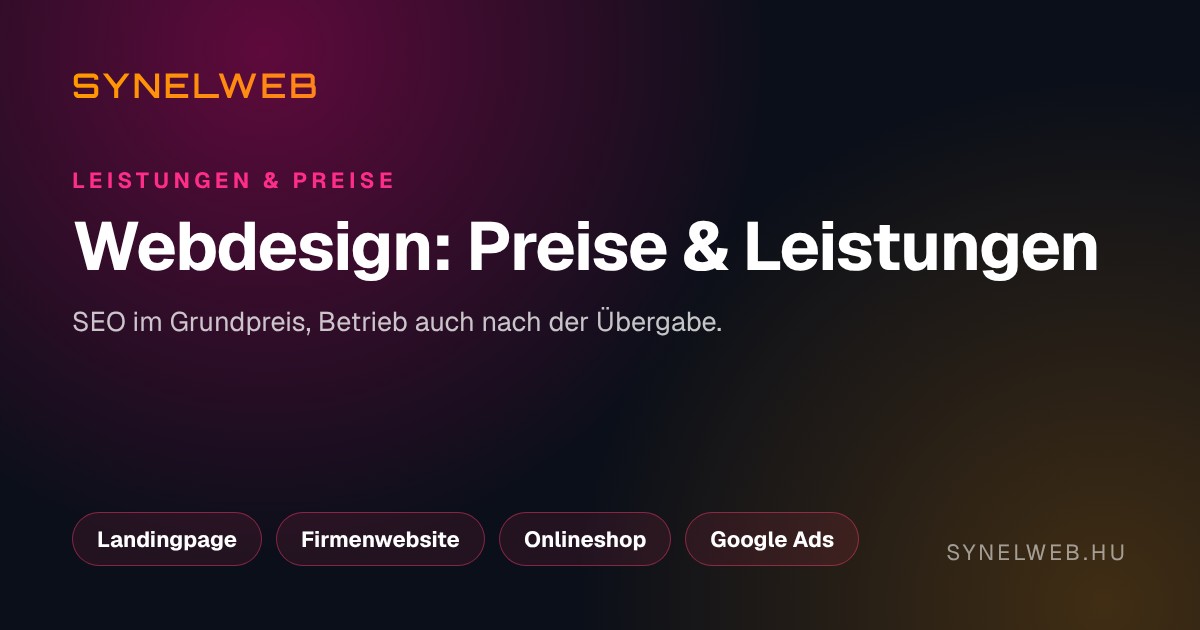 SYNELWEB
LEISTUNGEN & PREISE
Webdesign: Preise & Leistungen
SEO im Grundpreis, Betrieb auch nach der Übergabe.
Landingpage Firmenwebsite Onlineshop Google Ads
SYNELWEB.HU